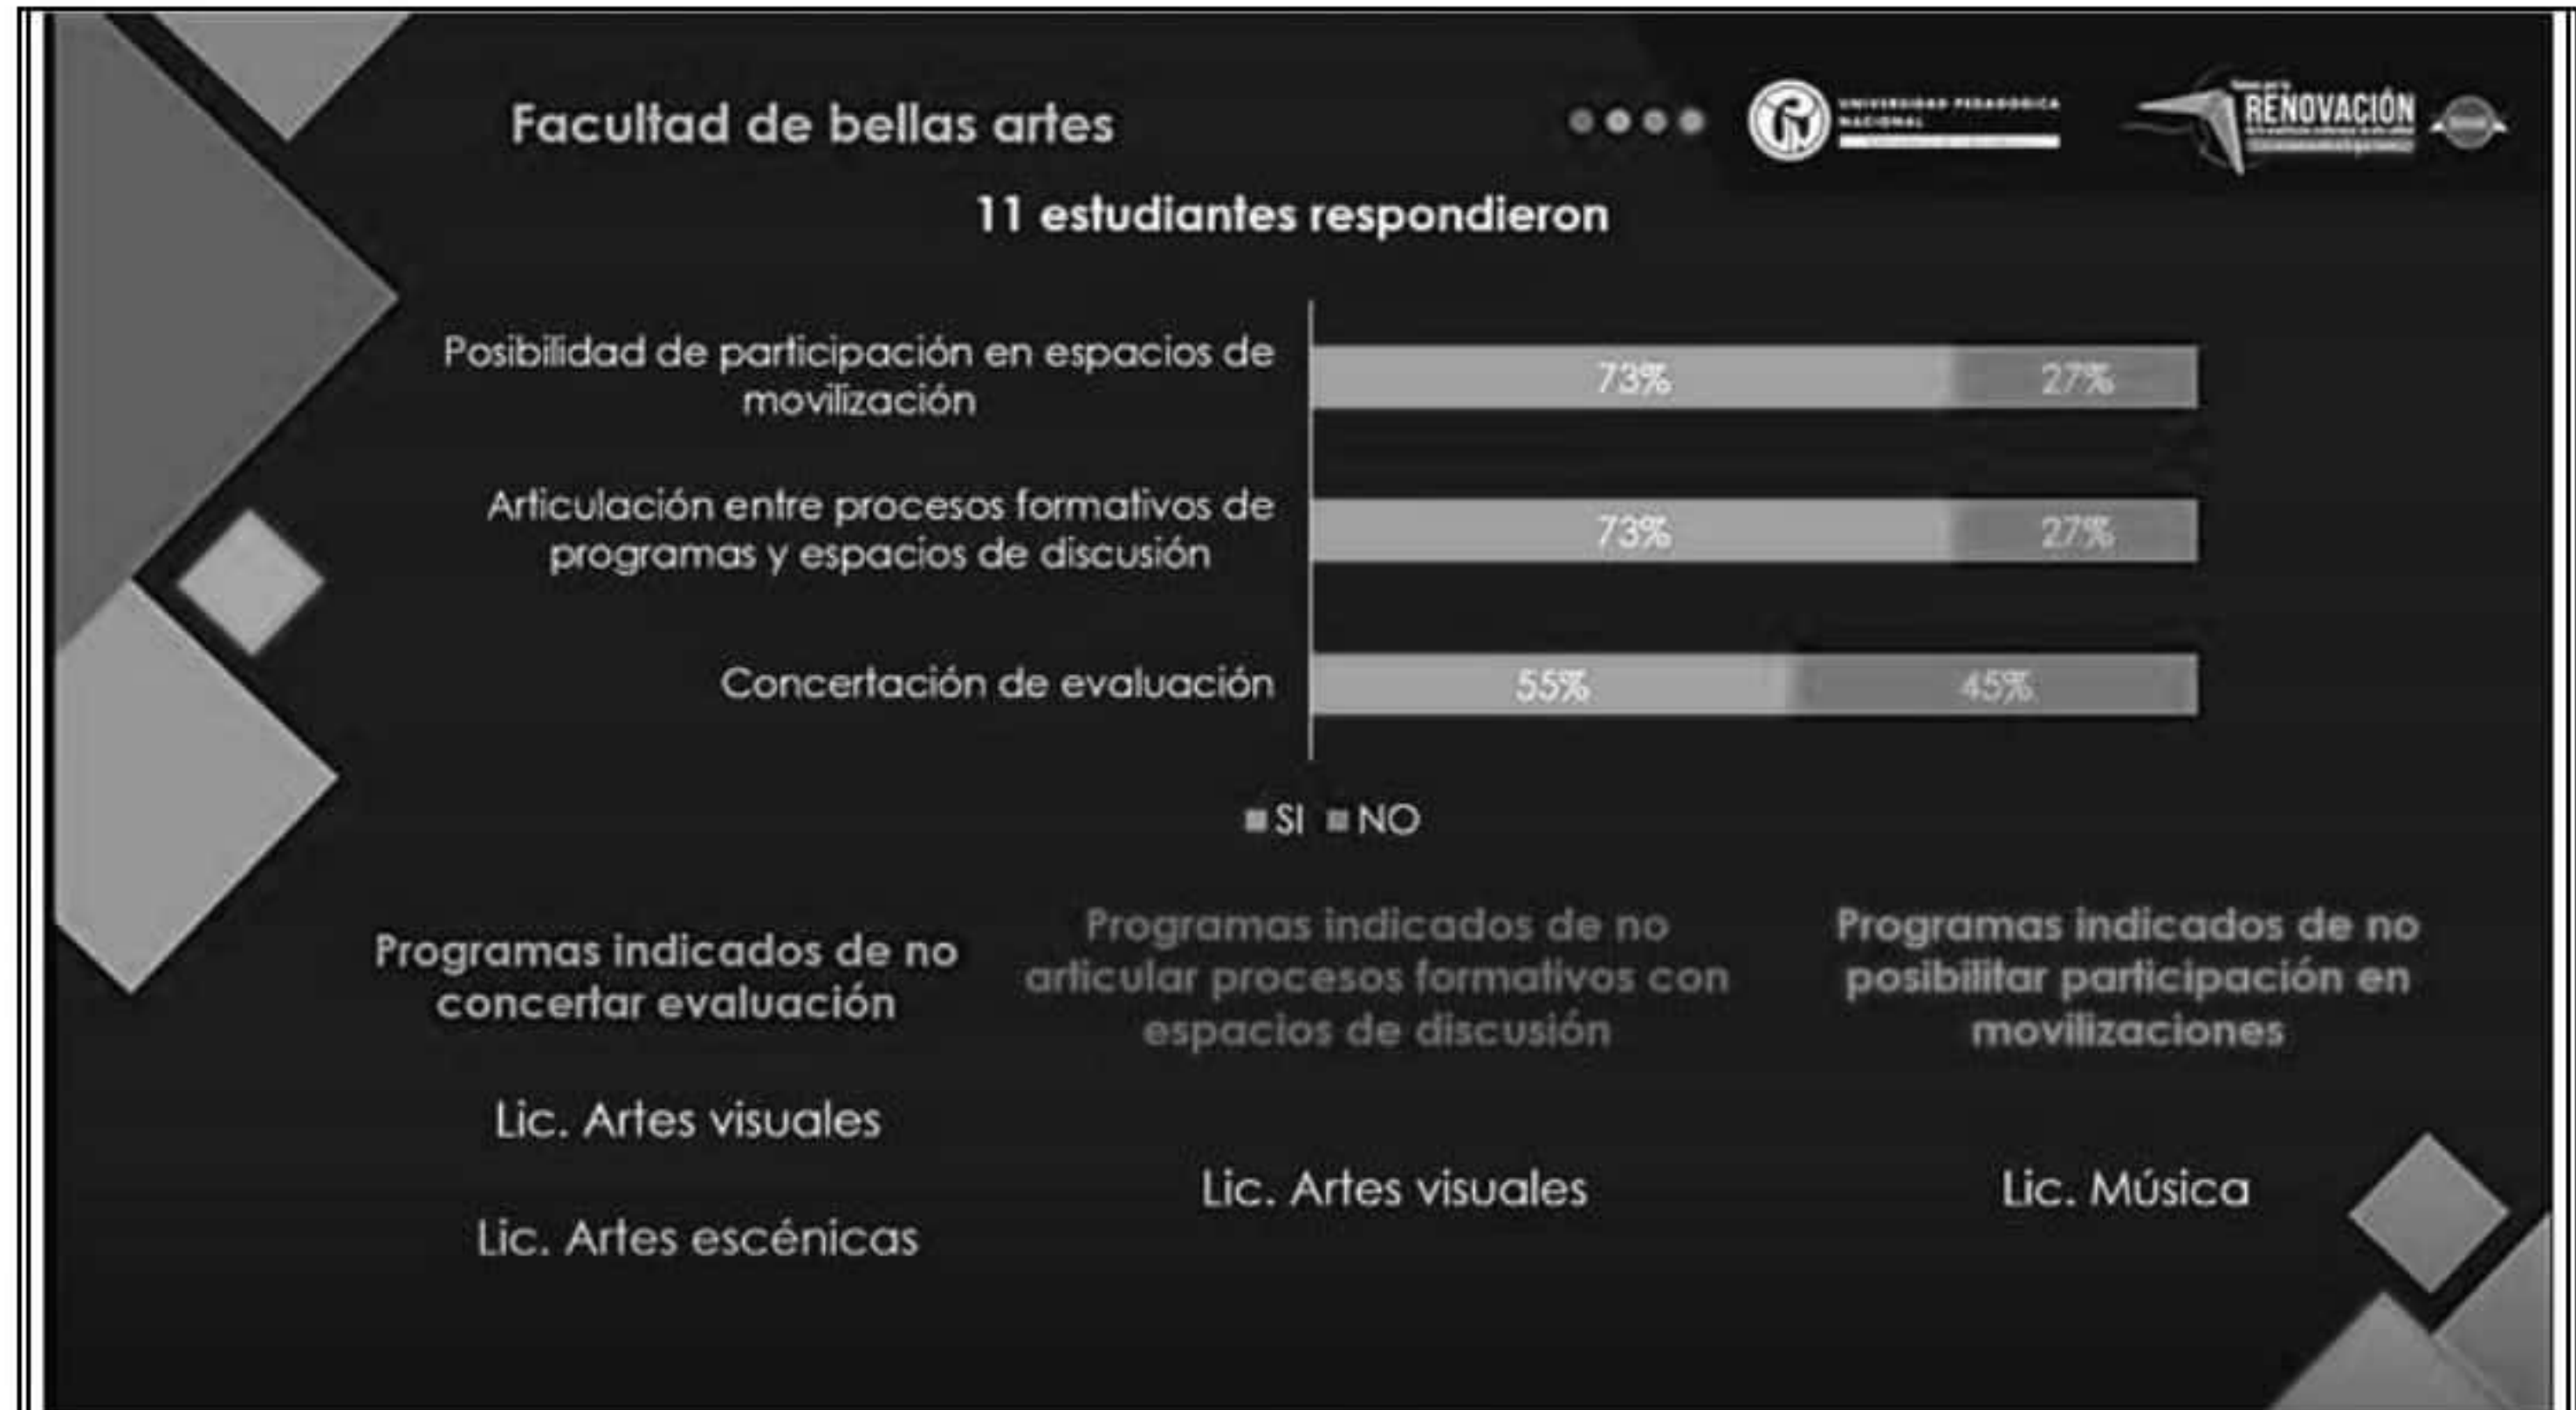 Facultad de bellas artes
UNIVERSIDAD PEDAGÓGICA
NACIONAL
RENOVACIÓN
11 estudiantes respondieron
Posibilidad de participación en espacios de
movilización
73% 27%
Articulación entre procesos formativos de
programas y espacios de discusión
73% 27%
Concertación de evaluación
55% 45%
SI NO
Programas indicados de no
concertar evaluación
Lic. Artes visuales
Lic. Artes escénicas
Programas indicados de no
articular procesos formativos con
espacios de discusión
Lic. Artes visuales
Programas indicados de no
posibilitar participación en
movilizaciones
Lic. Música